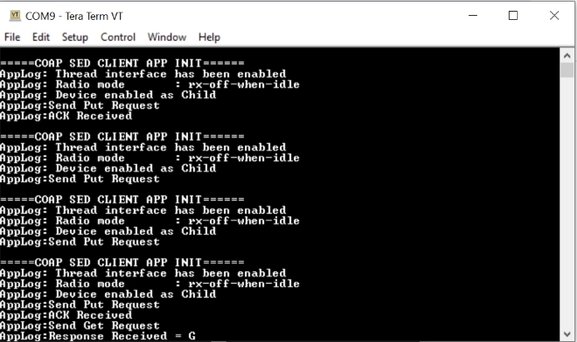 VT COM9 - Tera Term VT
File Edit Setup Control Window Help
=====COAP SED CLIENT APP INIT======
AppLog: Thread interface has been enabled
AppLog: Radio mode : rx-off-when-idle
AppLog: Device enabled as Child
AppLog:Send Put Request
AppLog:ACK Received
=====COAP SED CLIENT APP INIT======
AppLog: Thread interface has been enabled
AppLog: Radio mode : rx-off-when-idle
AppLog: Device enabled as Child
AppLog:Send Put Request
=====COAP SED CLIENT APP INIT======
AppLog: Thread interface has been enabled
AppLog: Radio mode : rx-off-when-idle
AppLog: Device enabled as Child
AppLog:Send Put Request
=====COAP SED CLIENT APP INIT======
AppLog: Thread interface has been enabled
AppLog: Radio mode : rx-off-when-idle
AppLog: Device enabled as Child
AppLog:Send Put Request
AppLog:ACK Received
AppLog:Send Get Request
AppLog:Response Received = G